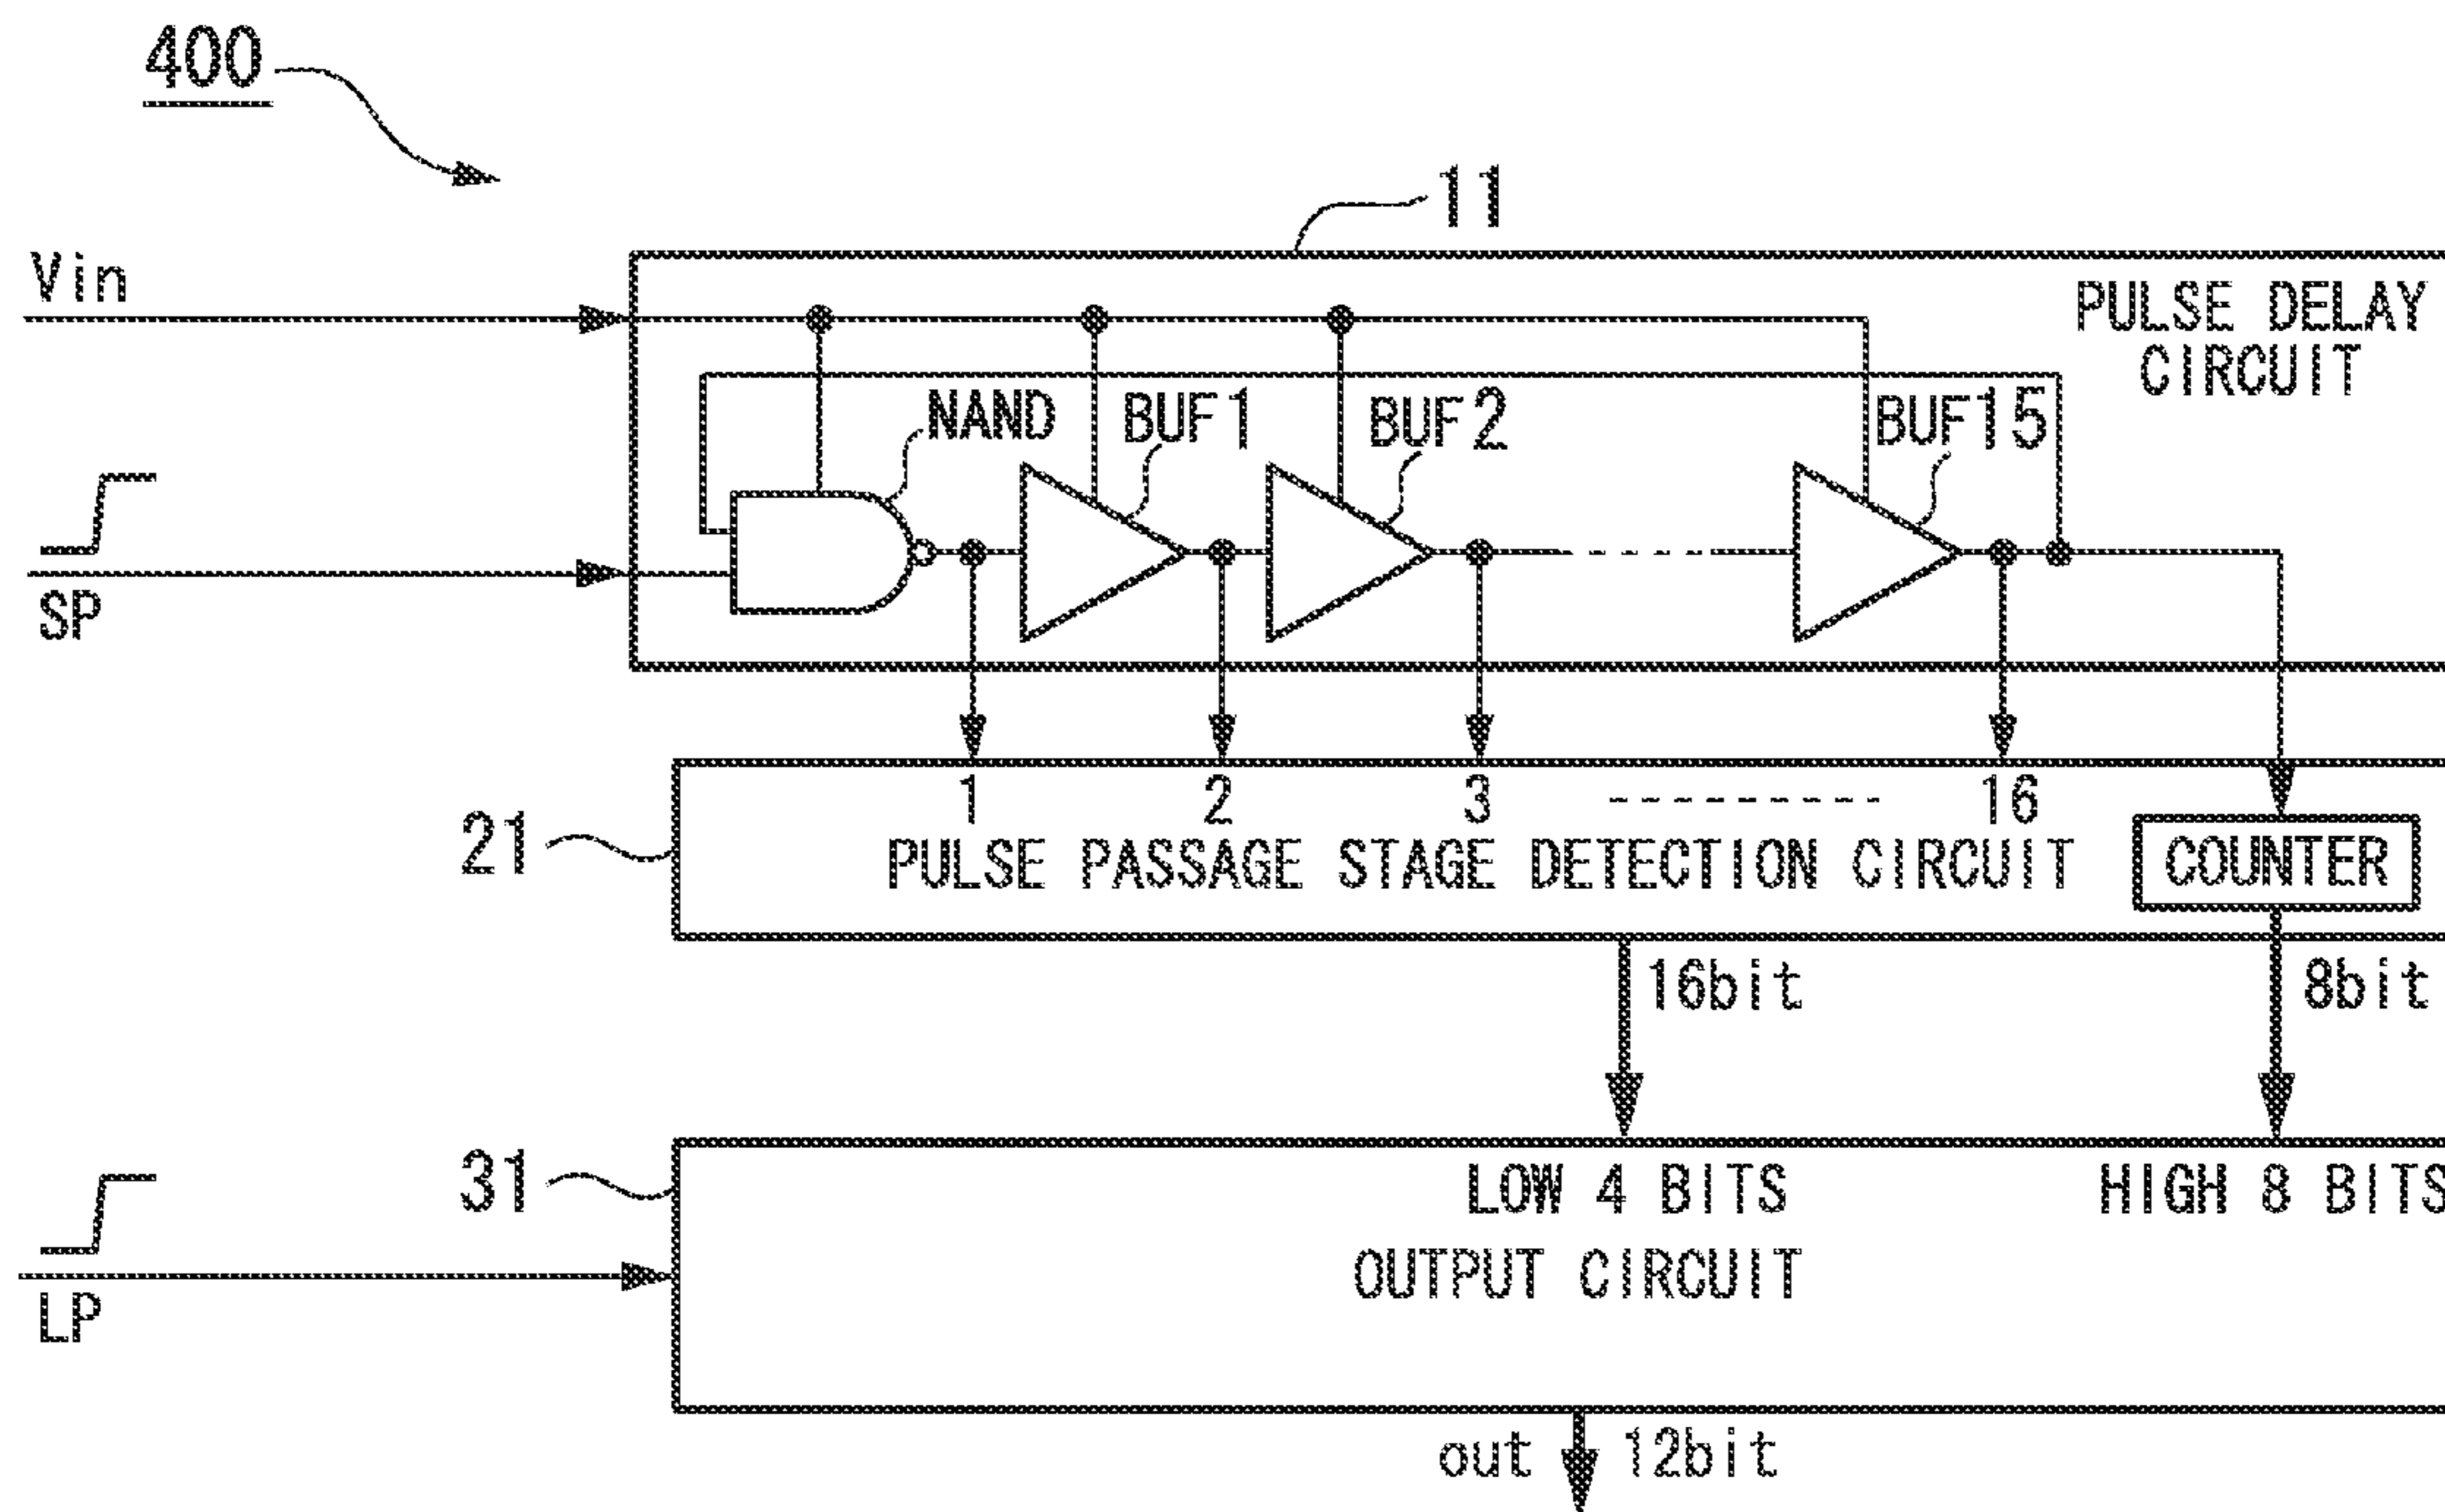 400
11
Vin
PULSE DELAY
CIRCUIT
NAND
BUF1
BUF2
BUF15
SP
1 2 3 16
21
PULSE PASSAGE STAGE DETECTION CIRCUIT
COUNTER
16bit
8bit
31
LOW 4 BITS
HIGH 8 BITS
OUTPUT CIRCUIT
LP
out 12bit